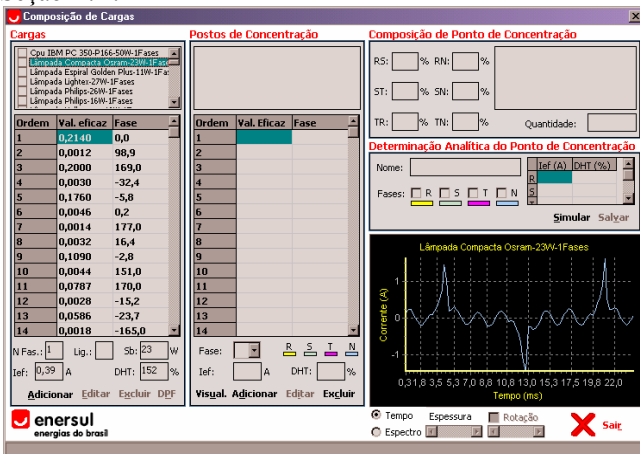 Composição de Cargas
Cargas
Cpu IBM PC 350-P166-50W-1Fases
Lâmpada Compacta Osram-23W-1Fases
Lâmpada Espiral Golden Plus-11W-1Fas
Lâmpada Lightex-27W-1Fases
Lâmpada Philips-26W-1Fases
Lâmpada Philips-16W-1Fases
Ordem Val. eficaz Fase
1 0,2140 0,0
2 0,0012 98,9
3 0,2000 169,0
4 0,0030 -32,4
5 0,1760 -5,8
6 0,0046 0,2
7 0,0014 177,0
8 0,0032 16,4
9 0,1090 -2,8
10 0,0044 151,0
11 0,0787 170,0
12 0,0028 -15,2
13 0,0586 -23,7
14 0,0018 -165,0
N Fas.: 1 Lig.: Sb: 23 W
Ief: 0,39 A DHT: 152 %
Adicionar Editar Excluir DPF
Postos de Concentração
Ordem Val. Eficaz Fase
1
2
3
4
5
6
7
8
9
10
11
12
13
14
Fase: R S T N
Ief: A DHT: %
Visual. Adicionar Editar Excluir
Composição de Ponto de Concentração
RS: % RN: %
ST: % SN: %
TR: % TN: %
Quantidade:
Determinação Analítica do Ponto de Concentração
Nome:
Fases: R S T N
Ief (A) DHT (%)
R
S
Simular Salvar
Lâmpada Compacta Osram-23W-1Fases
Corrente (A)
1
0
-1
0,3 1,8 3,5 5,3 7,0 8,8 10,8 13,0 15,3 17,5 19,8 22,0
Tempo (ms)
Tempo Espessura Rotação
Espectro
Sair
enersul
energias do brasil